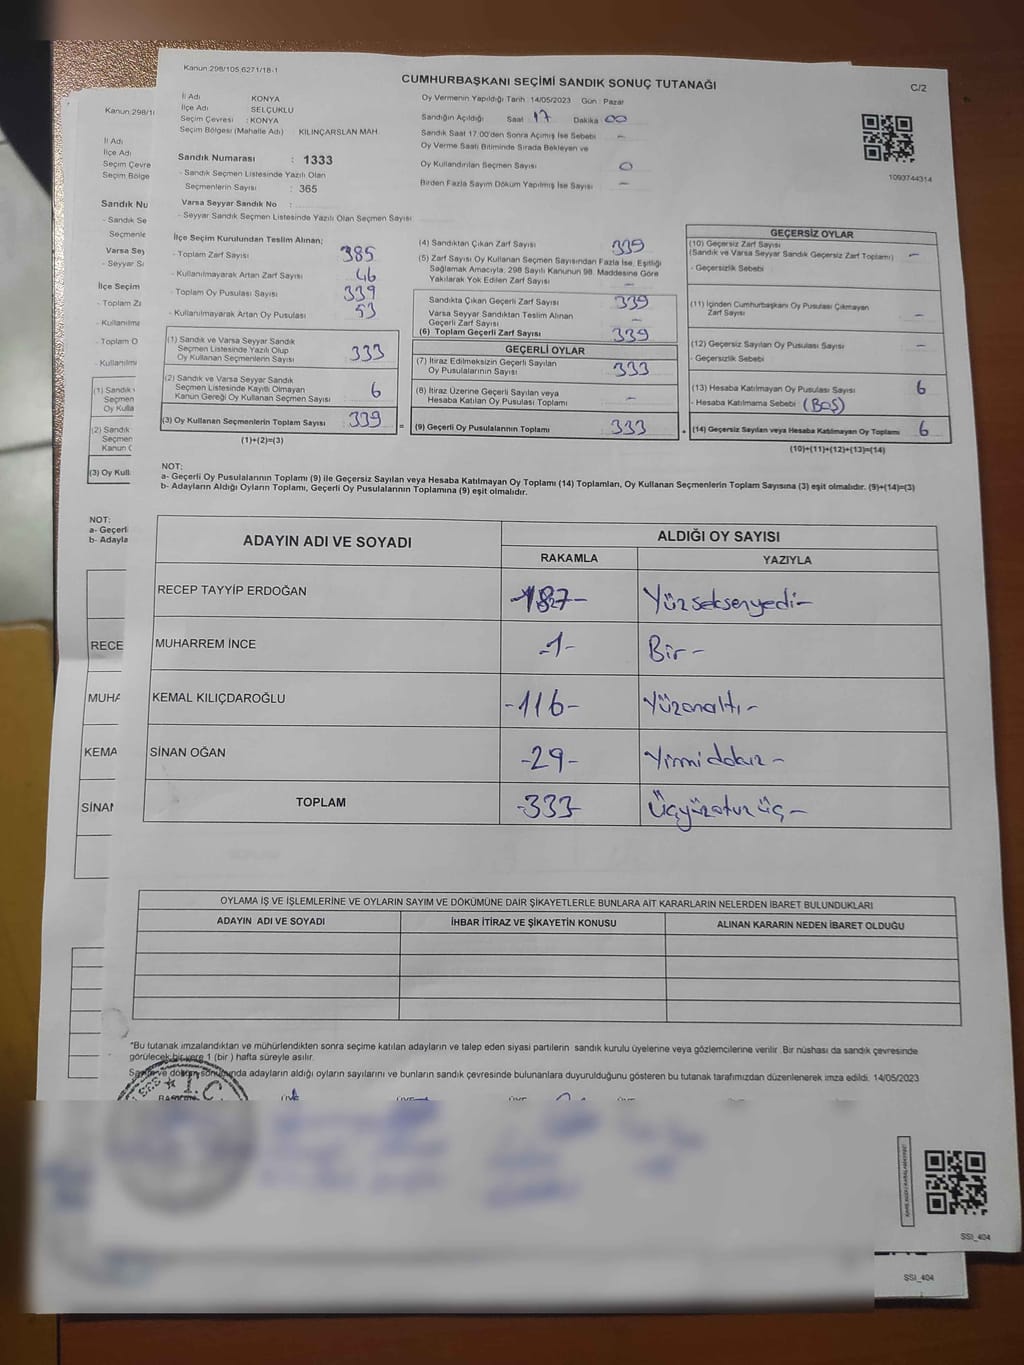 Kanun:298/105,6271/18-1
CUMHURBAŞKANI SEÇİMİ SANDIK SONUÇ TUTANAĞI
C/2
İl Adı KONYA
İlçe Adı SELÇUKLU
Seçim Çevresi : KONYA
Seçim Bölgesi (Mahalle Adı) KILINÇARSLAN MAH.
Oy Vermenin Yapıldığı Tarih : 14/05/2023 Gün : Pazar
Sandığın Açıldığı Saat 17 Dakika 00
Sandık Saat 17.00'den Sonra Açılmış İse Sebebi -
Oy Verme Saati Bitiminde Sırada Bekleyen ve
Oy Kullandırılan Seçmen Sayısı 0
Birden Fazla Sayım Döküm Yapılmış İse Sayısı -
1093744314
Sandık Numarası : 1333
- Sandık Seçmen Listesinde Yazılı Olan
Seçmenlerin Sayısı : 365
Varsa Seyyar Sandık No :
- Seyyar Sandık Seçmen Listesinde Yazılı Olan Seçmen Sayısı
İlçe Seçim Kurulundan Teslim Alınan;
- Toplam Zarf Sayısı 385
- Kullanılmayarak Artan Zarf Sayısı 46
- Toplam Oy Pusulası Sayısı 339
- Kullanılmayarak Artan Oy Pusulası 53
(1) Sandık ve Varsa Seyyar Sandık
Seçmen Listesinde Yazılı Olup
Oy Kullanan Seçmenlerin Sayısı 333
(2) Sandık ve Varsa Seyyar Sandık
Seçmen Listesinde Kayıtlı Olmayan
Kanun Gereği Oy Kullanan Seçmen Sayısı 6
(3) Oy Kullanan Seçmenlerin Toplam Sayısı 339
(1)+(2)=(3)
(4) Sandıktan Çıkan Zarf Sayısı 339
(5) Zarf Sayısı Oy Kullanan Seçmen Sayısından Fazla İse, Eşitliği
Sağlamak Amacıyla, 298 Sayılı Kanunun 98. Maddesine Göre
Yakılarak Yok Edilen Zarf Sayısı -
Sandıkta Çıkan Geçerli Zarf Sayısı 339
Varsa Seyyar Sandıktan Teslim Alınan
Geçerli Zarf Sayısı -
(6) Toplam Geçerli Zarf Sayısı 339
GEÇERLİ OYLAR
(7) İtiraz Edilmeksizin Geçerli Sayılan
Oy Pusulalarının Sayısı 333
(8) İtiraz Üzerine Geçerli Sayılan veya
Hesaba Katılan Oy Pusulası Toplamı -
= (9) Geçerli Oy Pusulalarının Toplamı 333
GEÇERSİZ OYLAR
(10) Geçersiz Zarf Sayısı
(Sandık ve Varsa Seyyar Sandık Geçersiz Zarf Toplamı) -
- Geçersizlik Sebebi
(11) İçinden Cumhurbaşkanı Oy Pusulası Çıkmayan
Zarf Sayısı -
(12) Geçersiz Sayılan Oy Pusulası Sayısı -
- Geçersizlik Sebebi
(13) Hesaba Katılmayan Oy Pusulası Sayısı 6
- Hesaba Katılmama Sebebi (BOŞ)
+ (14) Geçersiz Sayılan veya Hesaba Katılmayan Oy Toplamı 6
(10)+(11)+(12)+(13)=(14)
NOT:
a- Geçerli Oy Pusulalarının Toplamı (9) ile Geçersiz Sayılan veya Hesaba Katılmayan Oy Toplamı (14) Toplamları, Oy Kullanan Seçmenlerin Toplam Sayısına (3) eşit olmalıdır. (9)+(14)=(3)
b- Adayların Aldığı Oyların Toplamı, Geçerli Oy Pusulalarının Toplamına (9) eşit olmalıdır.
ADAYIN ADI VE SOYADI
ALDIĞI OY SAYISI
RAKAMLA YAZIYLA
RECEP TAYYİP ERDOĞAN -187- Yüzseksenyedi-
MUHARREM İNCE -1- Bir-
KEMAL KILIÇDAROĞLU -116- Yüzonaltı-
SİNAN OĞAN -29- Yirmidokuz-
TOPLAM -333- Üçyüzotuzüç-
OYLAMA İŞ VE İŞLEMLERİNE VE OYLARIN SAYIM VE DÖKÜMÜNE DAİR ŞİKAYETLERLE BUNLARA AİT KARARLARIN NELERDEN İBARET BULUNDUKLARI
ADAYIN ADI VE SOYADI İHBAR İTİRAZ VE ŞİKAYETİN KONUSU ALINAN KARARIN NEDEN İBARET OLDUĞU
*Bu tutanak imzalandıktan ve mühürlendikten sonra seçime katılan adayların ve talep eden siyasi partilerin sandık kurulu üyelerine veya gözlemcilerine verilir. Bir nüshası da sandık çevresinde
görülecek bir yere 1 (bir ) hafta süreyle asılır.
Sayım ve döküm sonucunda adayların aldığı oyların sayılarını ve bunların sandık çevresinde bulunanlara duyurulduğunu gösteren bu tutanak tarafımızdan düzenlenerek imza edildi. 14/05/2023
T.C.
SSI_404
SSI_404